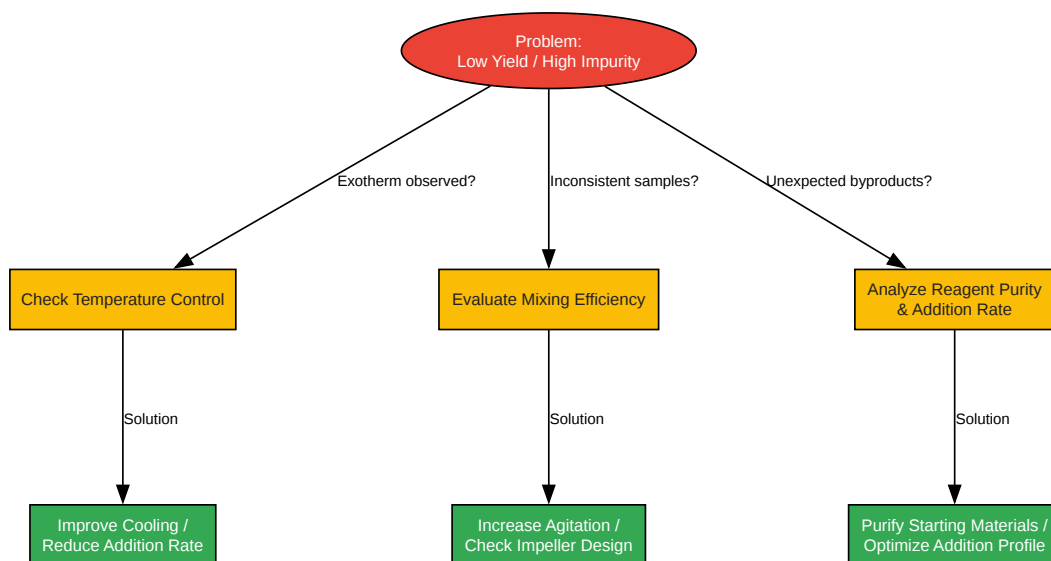 Problem:
Low Yield / High Impurity
Exotherm observed?
Inconsistent samples?
Unexpected byproducts?
Check Temperature Control
Evaluate Mixing Efficiency
Analyze Reagent Purity
& Addition Rate
Solution
Solution
Solution
Improve Cooling /
Reduce Addition Rate
Increase Agitation /
Check Impeller Design
Purify Starting Materials /
Optimize Addition Profile